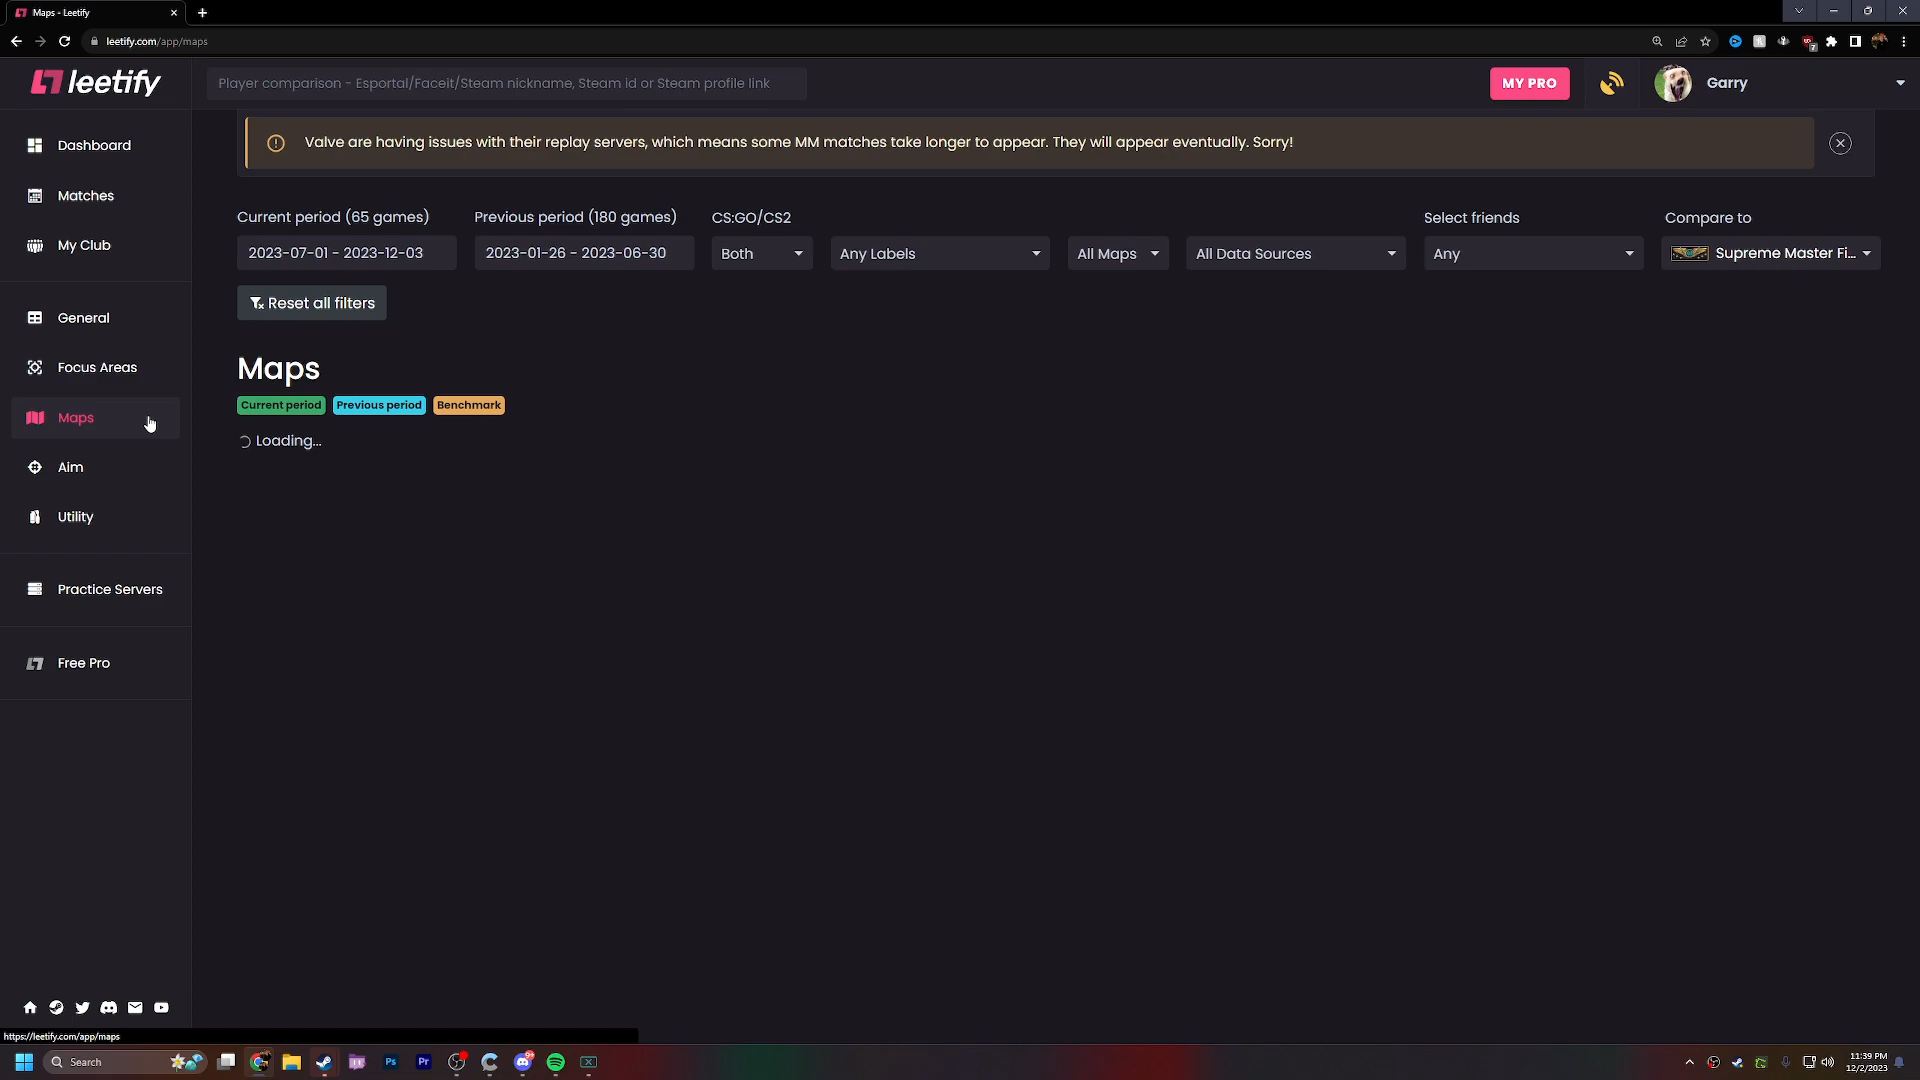 Maps - Leetify
leetify.com/app/maps
leetify
Player comparison - Esportal/Faceit/Steam nickname, Steam id or Steam profile link
MY PRO
Garry
Dashboard
Matches
My Club
General
Focus Areas
Maps
Aim
Utility
Practice Servers
Free Pro
Valve are having issues with their replay servers, which means some MM matches take longer to appear. They will appear eventually. Sorry!
Current period (65 games)
2023-07-01 - 2023-12-03
Previous period (180 games)
2023-01-26 - 2023-06-30
CS:GO/CS2
Both
Any Labels
All Maps
All Data Sources
Select friends
Any
Compare to
Supreme Master Fi...
Reset all filters
Maps
Current period Previous period Benchmark
Loading...
https://leetify.com/app/maps
Search
Ps
Pr
11:39 PM
12/2/2023